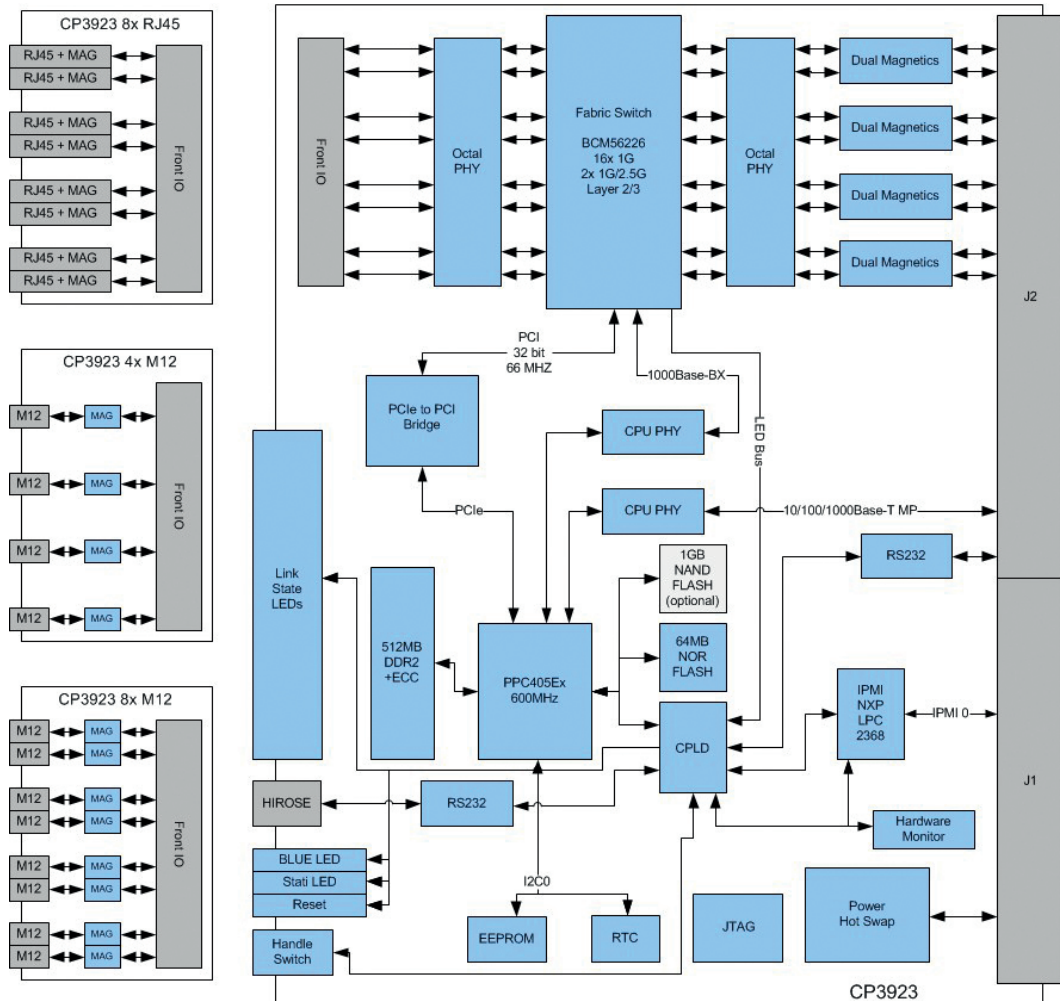 CP3923 8x RJ45
RJ45 + MAG
RJ45 + MAG
RJ45 + MAG
RJ45 + MAG
RJ45 + MAG
RJ45 + MAG
RJ45 + MAG
RJ45 + MAG
Front IO
CP3923 4x M12
M12
MAG
M12
MAG
M12
MAG
M12
MAG
Front IO
CP3923 8x M12
M12
MAG
M12
MAG
M12
MAG
M12
MAG
M12
MAG
M12
MAG
M12
MAG
M12
MAG
Front IO
Front IO
Octal
PHY
Fabric Switch
BCM56226
16x 1G
2x 1G/2.5G
Layer 2/3
Octal
PHY
Dual Magnetics
Dual Magnetics
Dual Magnetics
Dual Magnetics
J2
PCI
32 bit
66 MHZ
1000Base-BX
LED Bus
PCIe to PCI
Bridge
CPU PHY
PCIe
CPU PHY
10/100/1000Base-T MP
Link
State
LEDs
512MB
DDR2
+ECC
PPC405Ex
600MHz
1GB
NAND
FLASH
(optional)
64MB
NOR
FLASH
RS232
CPLD
IPMI
NXP
LPC
2368
IPMI 0
J1
HIROSE
RS232
Hardware
Monitor
BLUE LED
Stati LED
Reset
I2C0
Handle
Switch
EEPROM
RTC
JTAG
Power
Hot Swap
CP3923